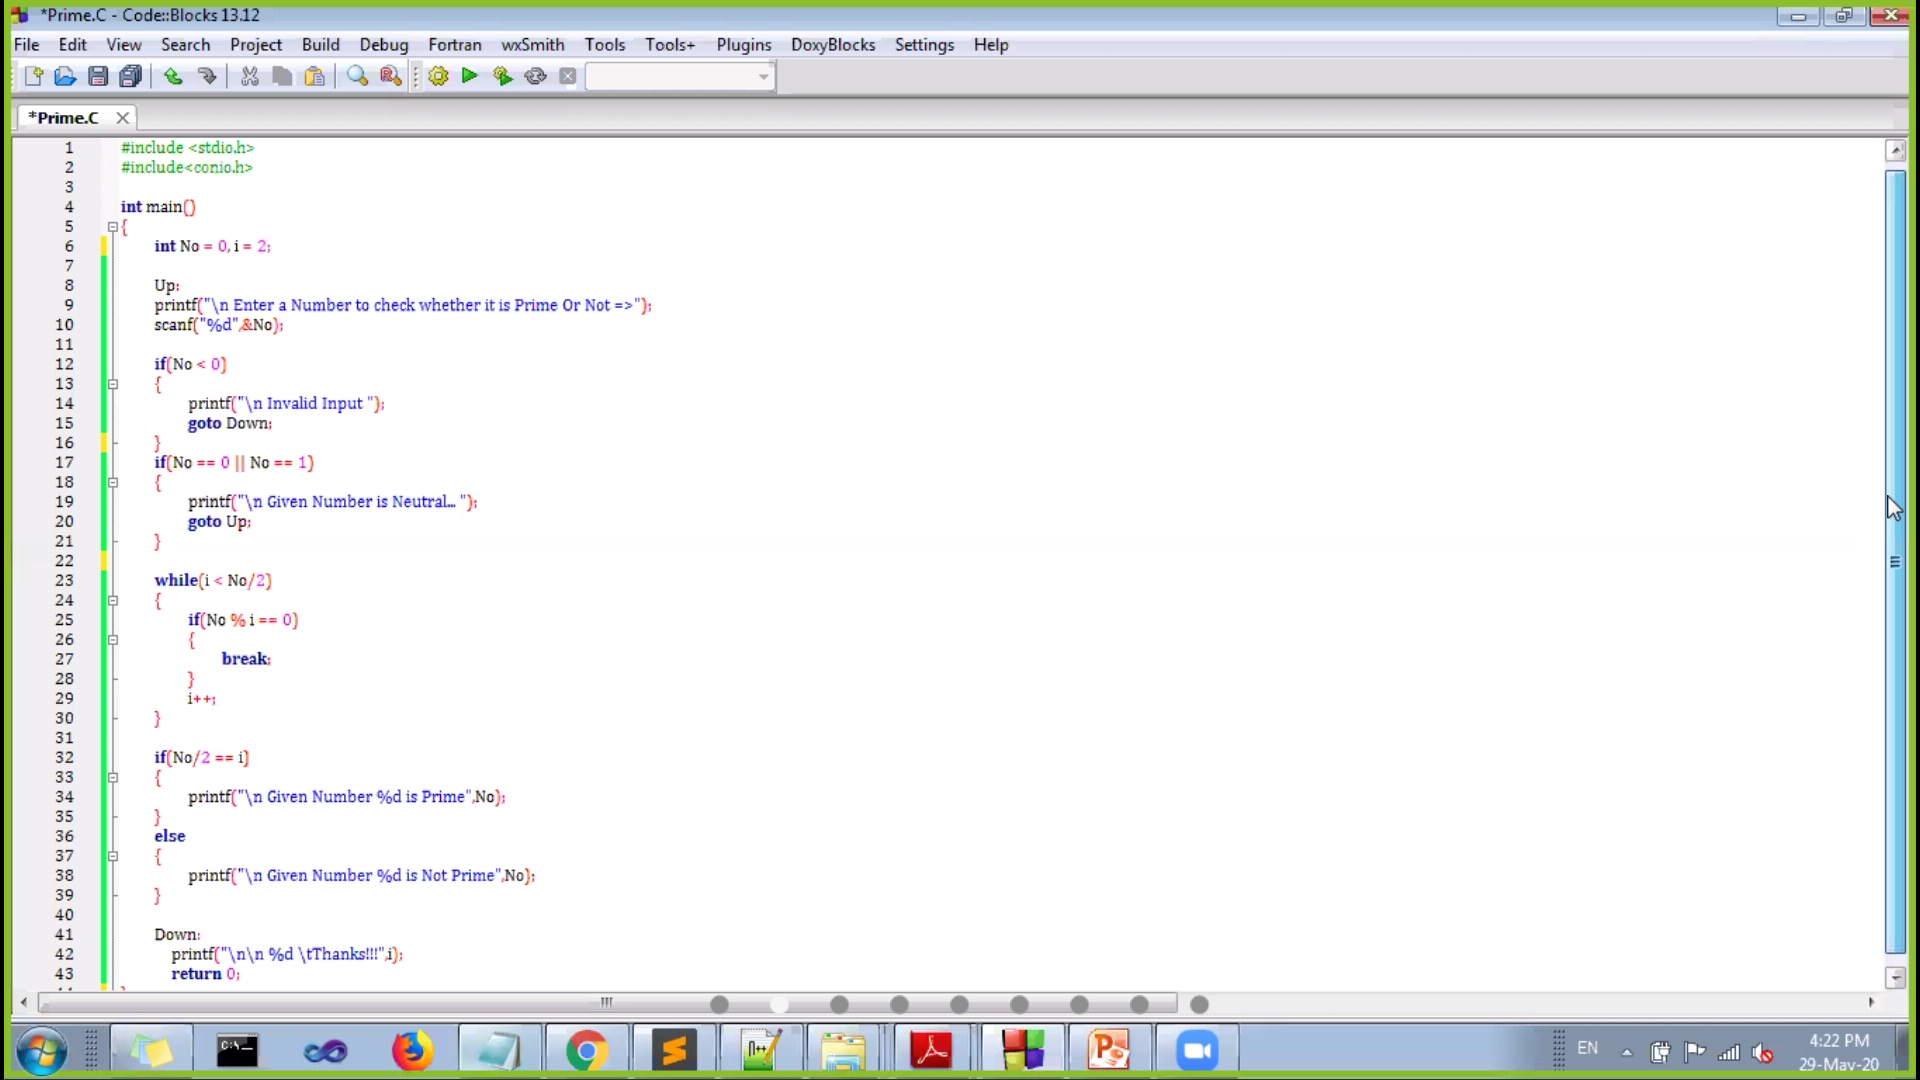 *Prime.C - Code::Blocks 13.12
File Edit View Search Project Build Debug Fortran wxSmith Tools Tools+ Plugins DoxyBlocks Settings Help
*Prime.C
1 #include <stdio.h>
2 #include<conio.h>
3
4 int main()
5 {
6 int No = 0, i = 2;
7
8 Up:
9 printf("\n Enter a Number to check whether it is Prime Or Not =>");
10 scanf("%d",&No);
11
12 if(No < 0)
13 {
14 printf("\n Invalid Input ");
15 goto Down;
16 }
17 if(No == 0 || No == 1)
18 {
19 printf("\n Given Number is Neutral... ");
20 goto Up;
21 }
22
23 while(i < No/2)
24 {
25 if(No % i == 0)
26 {
27 break;
28 }
29 i++;
30 }
31
32 if(No/2 == i)
33 {
34 printf("\n Given Number %d is Prime",No);
35 }
36 else
37 {
38 printf("\n Given Number %d is Not Prime",No);
39 }
40
41 Down:
42 printf("\n\n %d \tThanks!!!",i);
43 return 0;
EN
4:22 PM
29-May-20